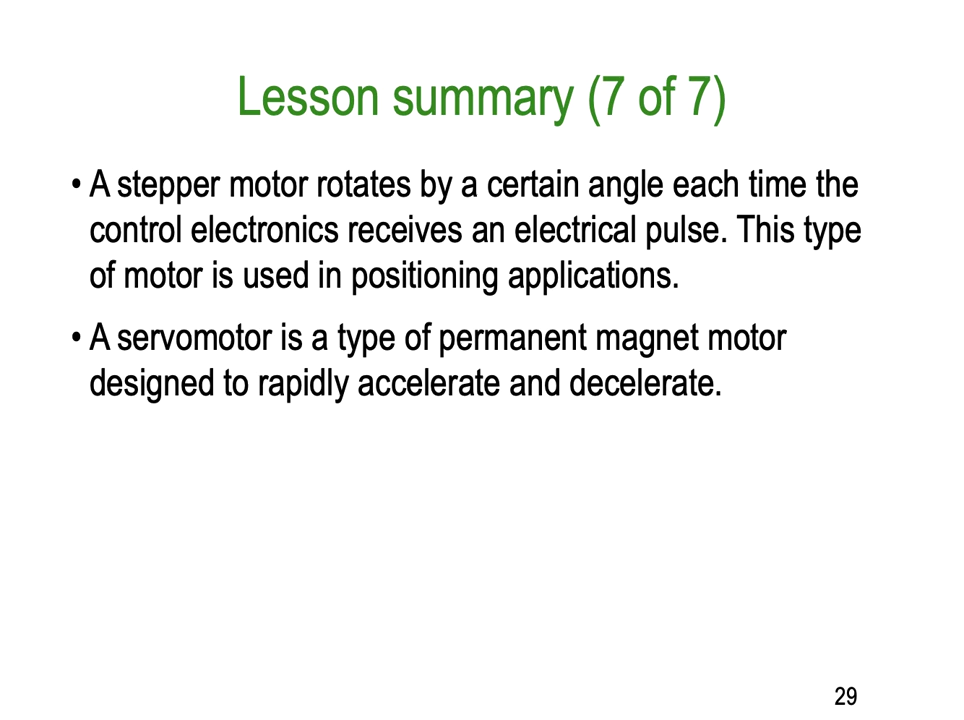 Lesson summary (7 of 7)
• A stepper motor rotates by a certain angle each time the
control electronics receives an electrical pulse. This type
of motor is used in positioning applications.
• A servomotor is a type of permanent magnet motor
designed to rapidly accelerate and decelerate.
29